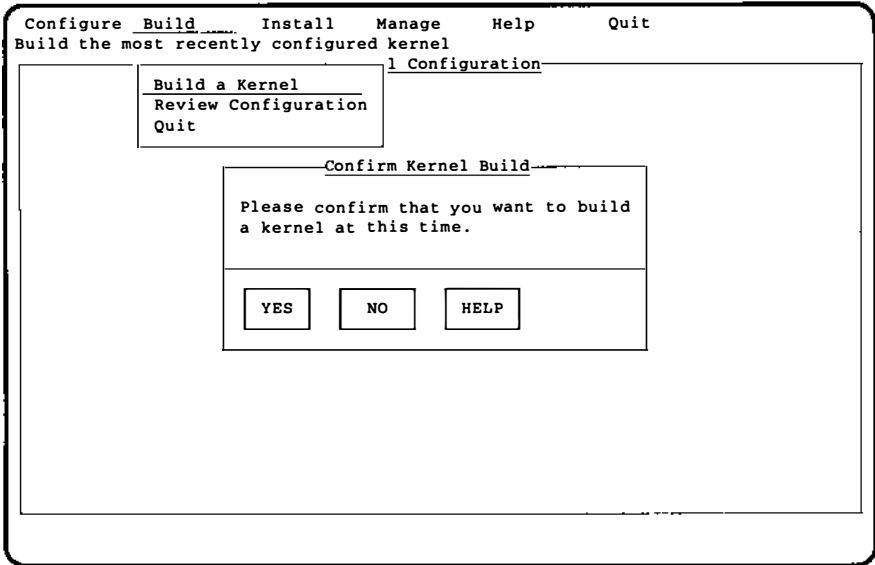 Configure Build Install Manage Help Quit
Build the most recently configured kernel
l Configuration
Build a Kernel
Review Configuration
Quit
Confirm Kernel Build
Please confirm that you want to build
a kernel at this time.
YES NO HELP